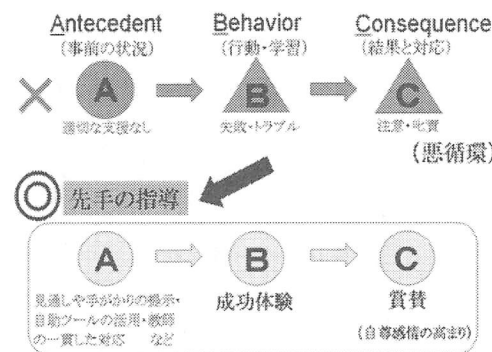 Antecedent Behavior Consequence
(事前の状況) (行動・学習) (結果と対応)
× A B C
適切な支援なし 失敗・トラブル 注意・叱責
(悪循環)
◎ 先手の指導
A B C
見通しや手がかりの提示・
自助ツールの活用・教師
の一貫した対応 など
成功体験 賞賛
(自尊感情の高まり)